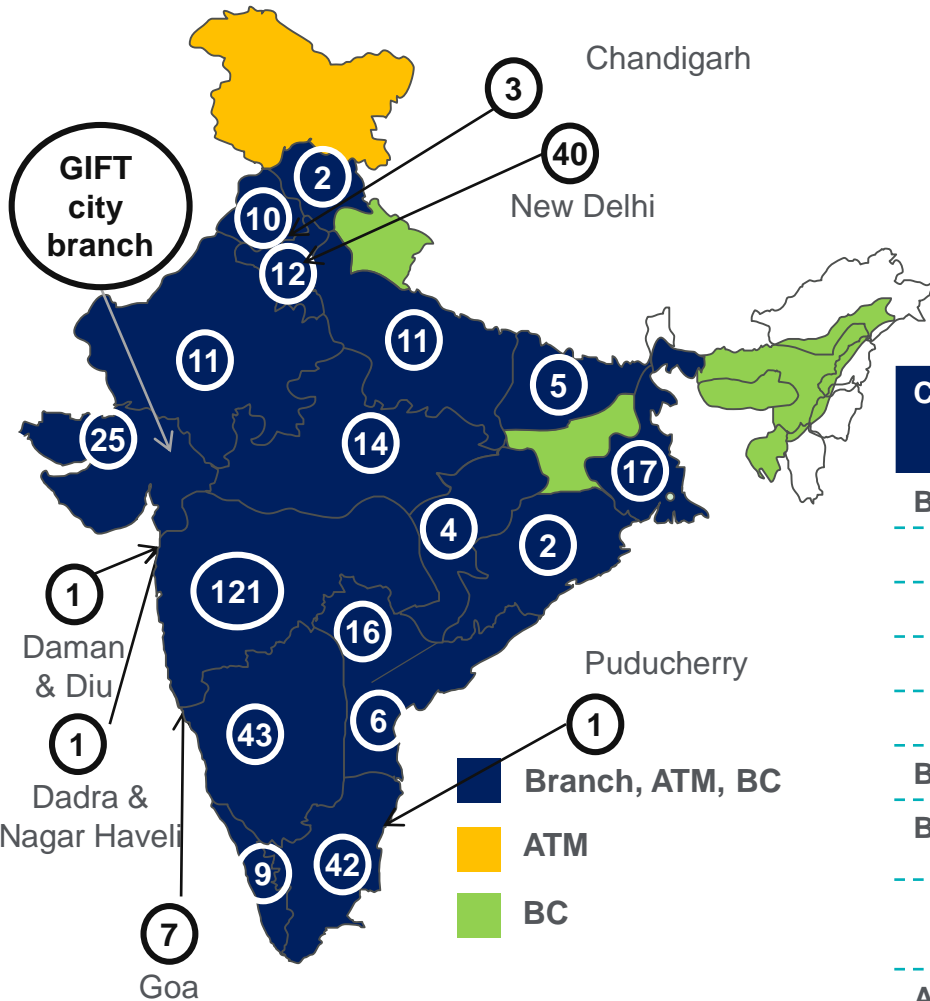 Chandigarh
3
40
New Delhi
GIFT
city
branch
2
10
12
11
11
5
25
14
17
C
B
4
2
121
1
Daman
& Diu
16
Puducherry
1
1
43
6
Dadra &
Nagar Haveli
Branch, ATM, BC
B
ATM
B
9
42
BC
7
Goa
A